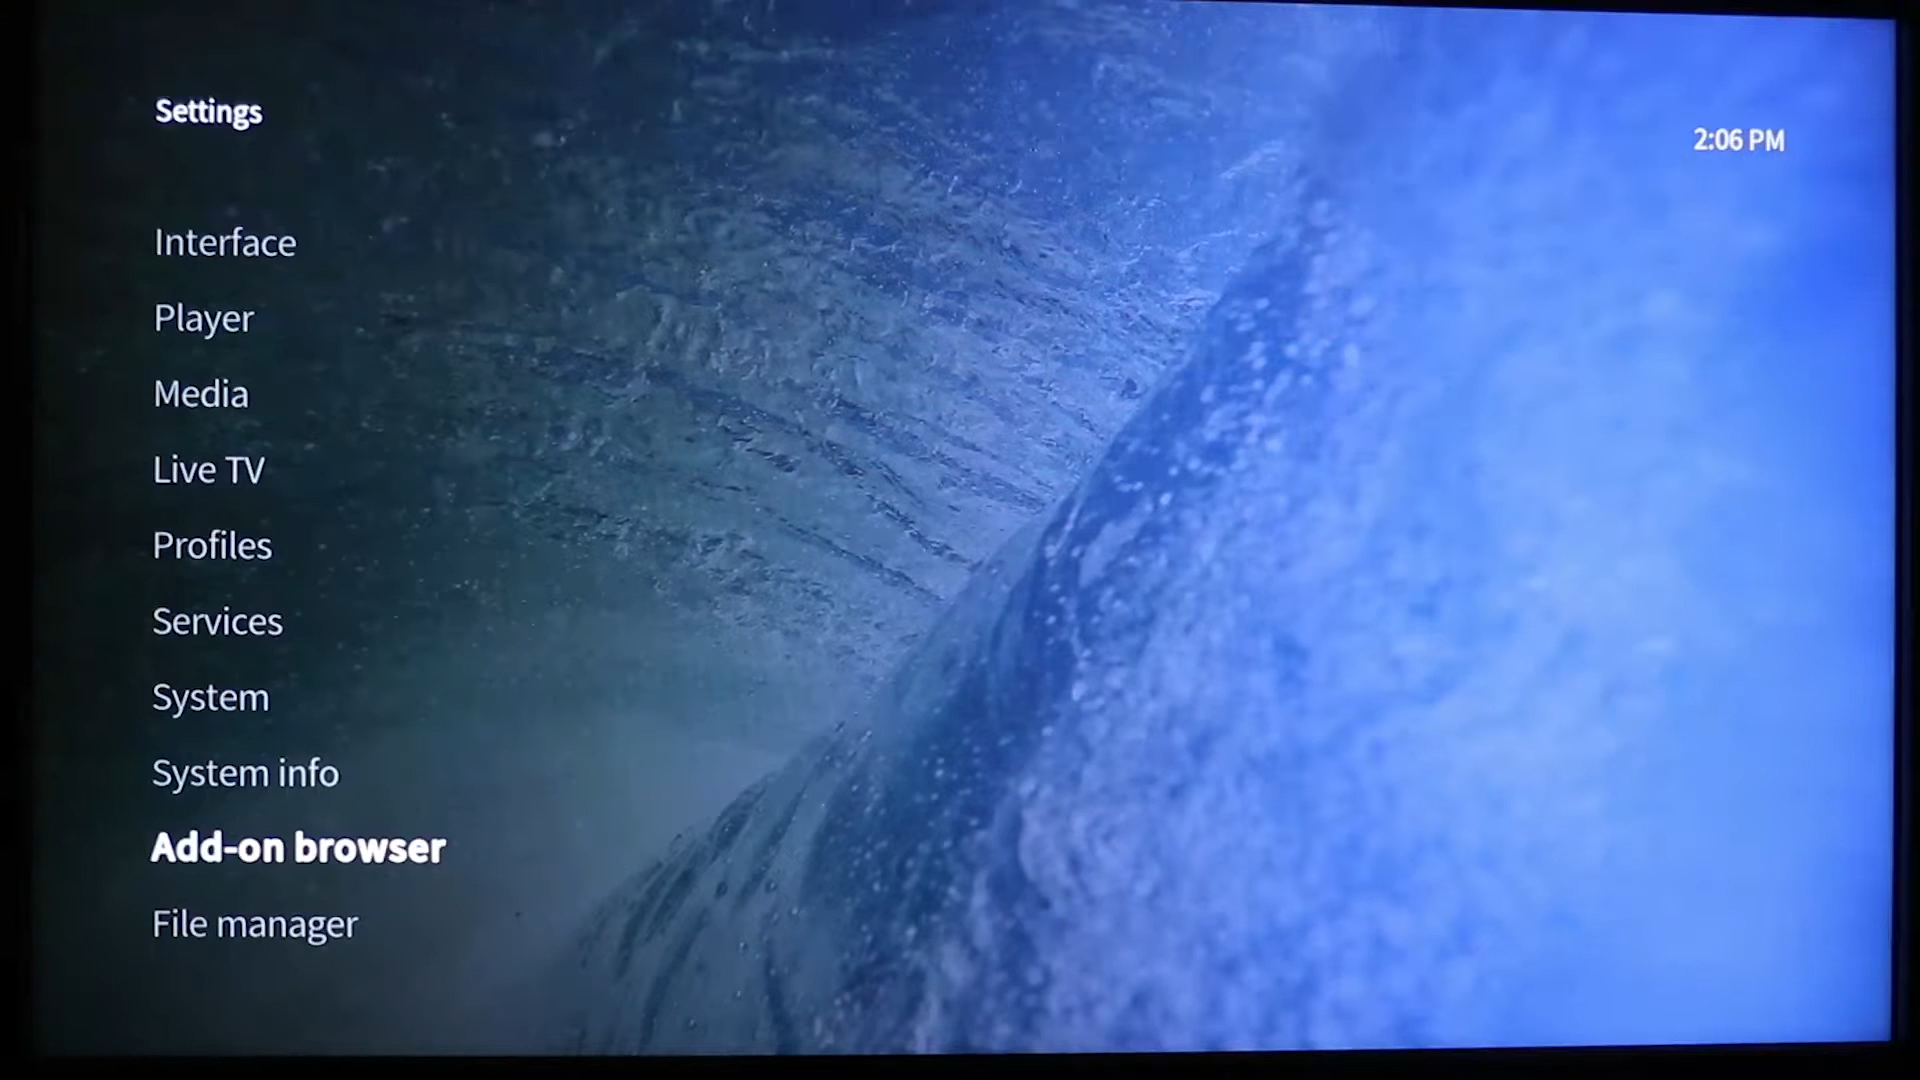 Settings
2:06 PM
Interface
Player
Media
Live TV
Profiles
Services
System
System info
Add-on browser
File manager